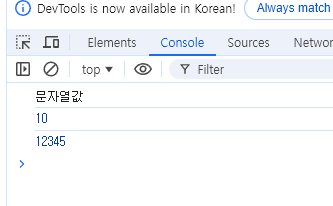 DevTools is now available in Korean! Always match
Elements Console Sources Networ
top Filter
문자열값
10
12345